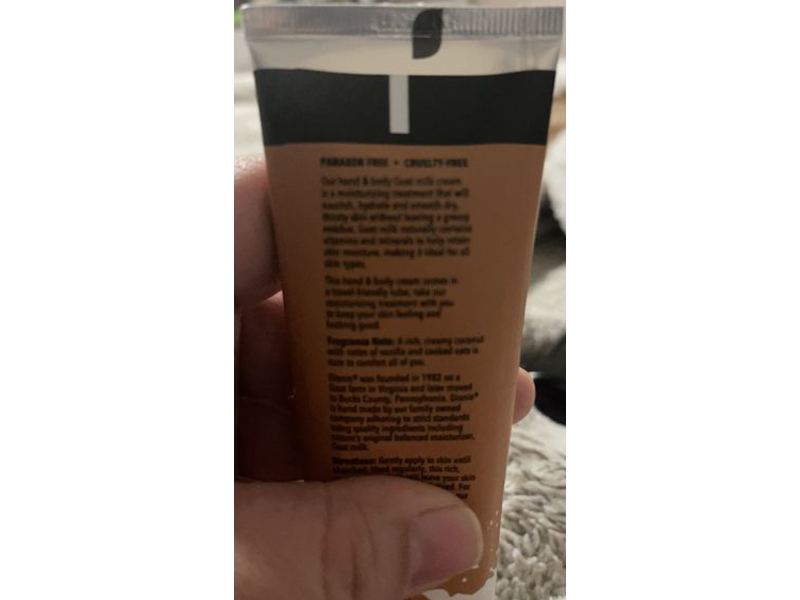 PARABEN FREE • CRUELTY-FREE
Our hand & body Goat milk cream
is a moisturizing treatment that will
nourish, hydrate and smooth dry,
thirsty skin without leaving a greasy
residue. Goat milk naturally contains
vitamins and minerals to help retain
skin moisture, making it ideal for all
skin types.
This hand & body cream comes in
a travel-friendly tube, take our
moisturizing treatment with you
to keep your skin feeling and
looking good.
Fragrance Note: A rich, creamy coconut
with notes of vanilla and cooked oats is
sure to comfort all of you.
Dionis® was founded in 1982 on a
Goat farm in Virginia and later moved
to Bucks County, Pennsylvania. Dionis®
is hand made by our family owned
company adhering to strict standards
using quality ingredients including
nature's original balanced moisturizer,
Goat milk.
Directions: Gently apply to skin until
absorbed. Used regularly, this rich,
leave your skin
For
your